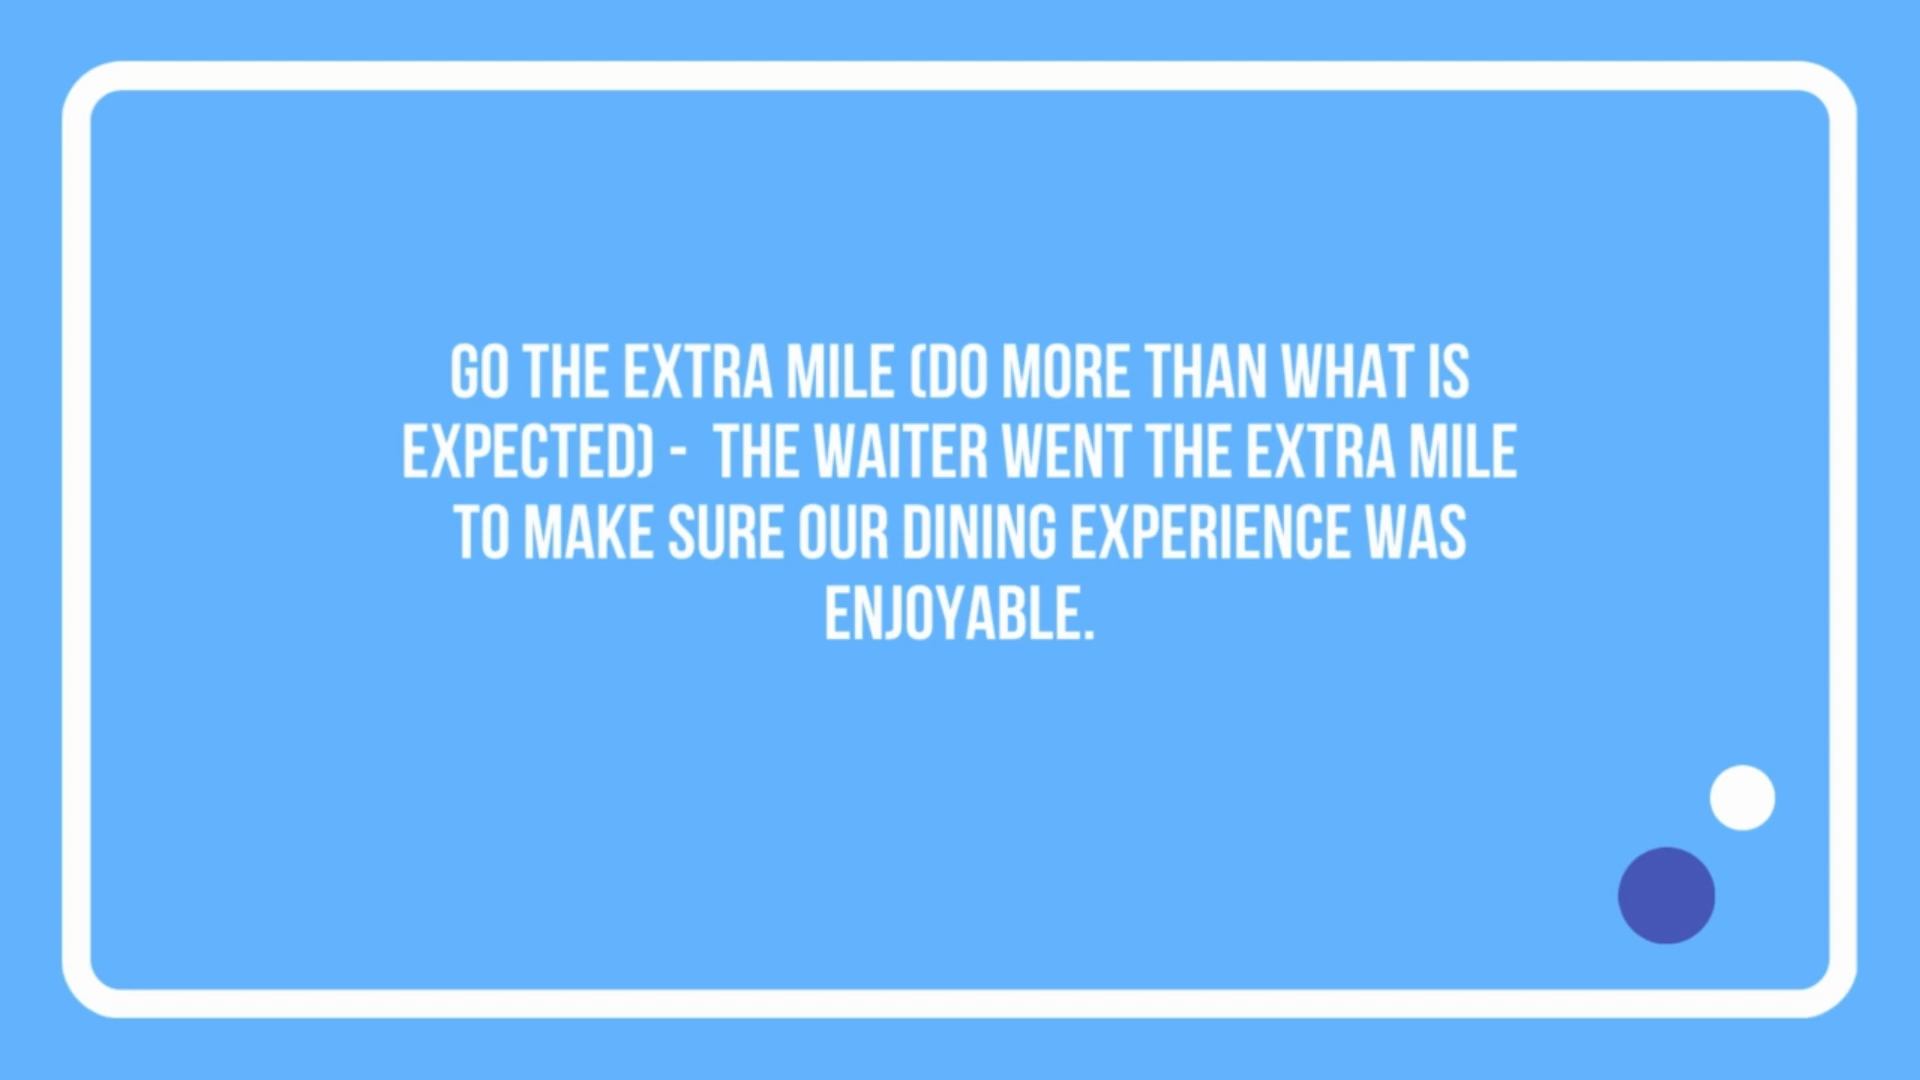 GO THE EXTRA MILE (DO MORE THAN WHAT IS
EXPECTED) -  THE WAITER WENT THE EXTRA MILE
TO MAKE SURE OUR DINING EXPERIENCE WAS
ENJOYABLE.